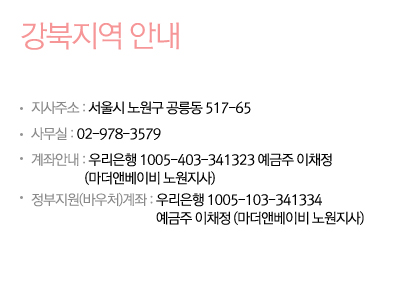 강북지역 안내
• 지사주소 : 서울시 노원구 공릉동 517-65
• 사무실 : 02-978-3579
• 계좌안내 : 우리은행 1005-403-341323 예금주 이채정
(마더앤베이비 노원지사)
• 정부지원(바우처)계좌 : 우리은행 1005-103-341334
예금주 이채정 (마더앤베이비 노원지사)